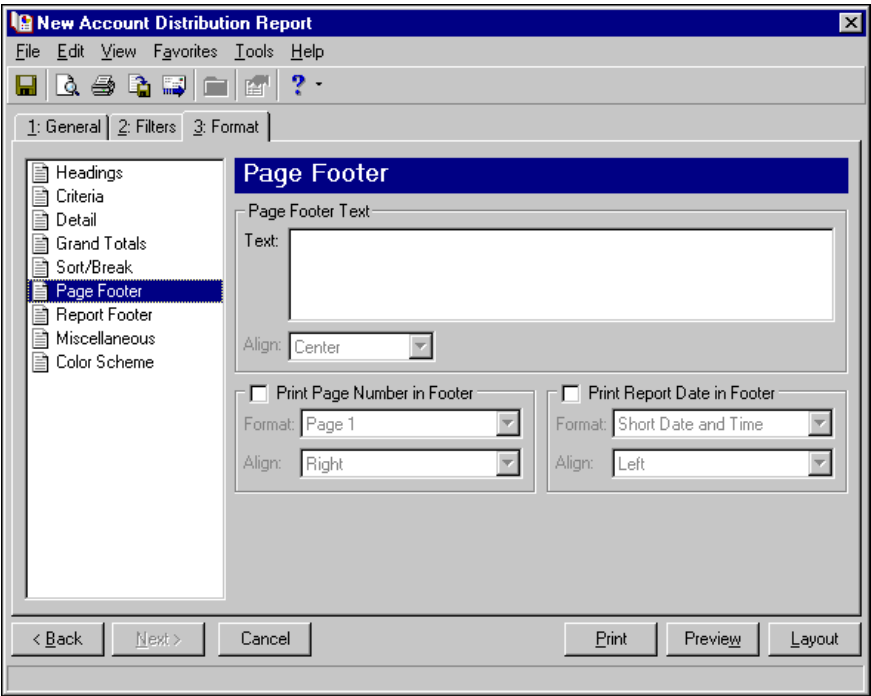 New Account Distribution Report
File Edit View Favorites Tools Help
?
1: General 2: Filters 3: Format
Headings
Criteria
Detail
Grand Totals
Sort/Break
Page Footer
Report Footer
Miscellaneous
Color Scheme
Page Footer
Page Footer Text
Text:
Align: Center
Print Page Number in Footer
Format: Page 1
Align: Right
Print Report Date in Footer
Format: Short Date and Time
Align: Left
< Back Next > Cancel Print Preview Layout